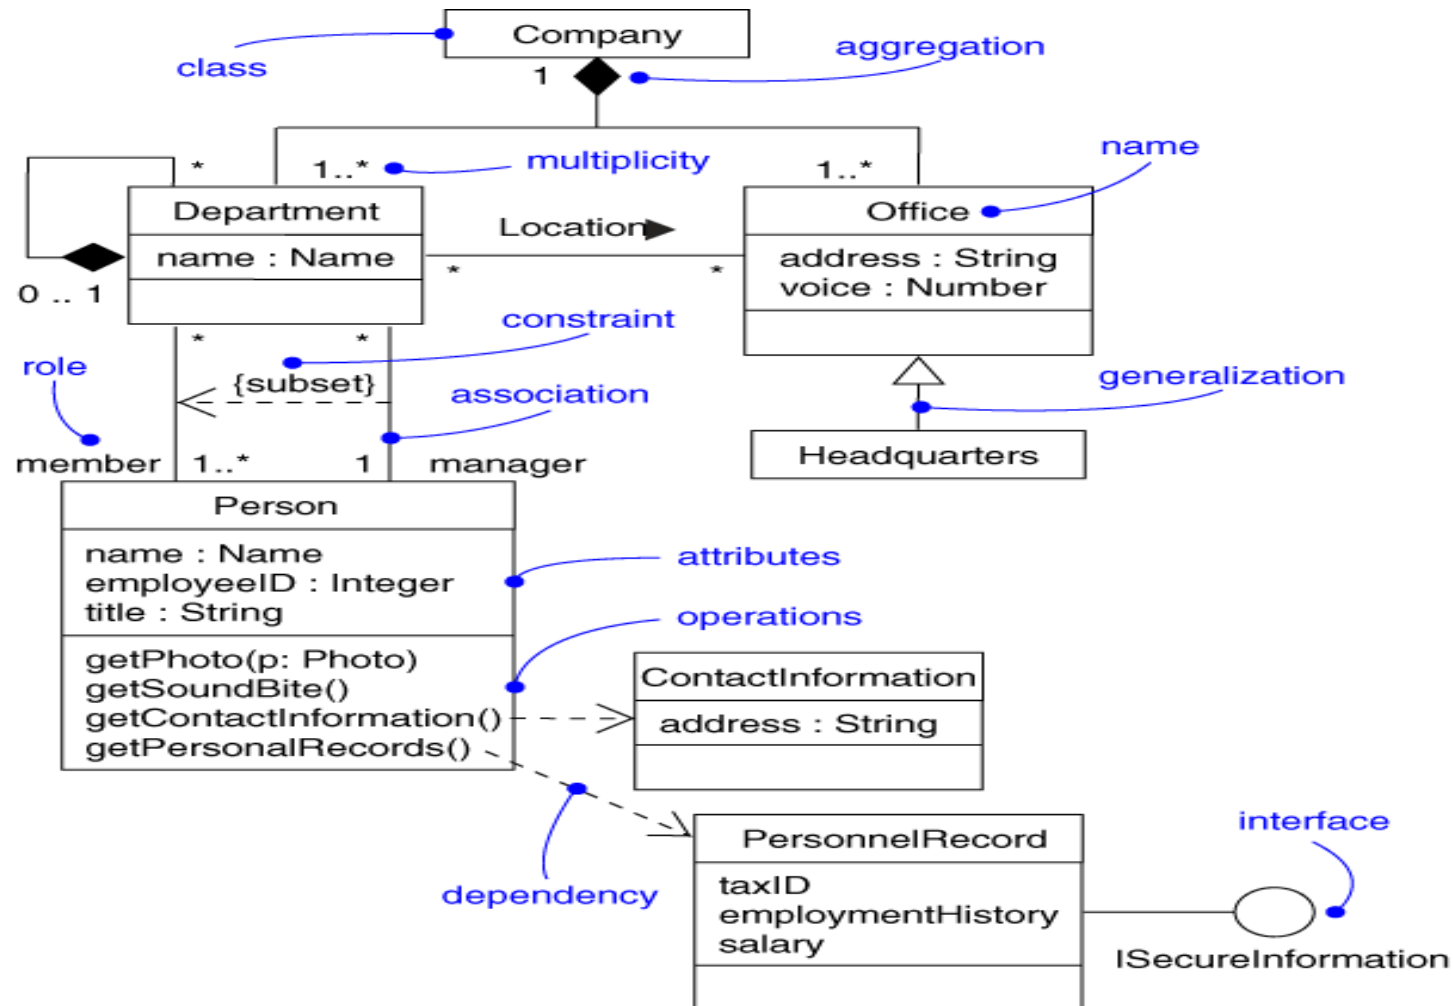 Company
class
aggregation
1
*
1..*
multiplicity
1..*
name
Department
Office
Location
name : Name
address : String
voice : Number
*
*
0 .. 1
*
*
constraint
role
{subset}
association
generalization
member
1..*
1
manager
Headquarters
Person
name : Name
employeeID : Integer
title : String
attributes
operations
getPhoto(p: Photo)
getSoundBite()
getContactInformation()
getPersonalRecords()
ContactInformation
address : String
dependency
PersonnelRecord
taxID
employmentHistory
salary
interface
ISecureInformation